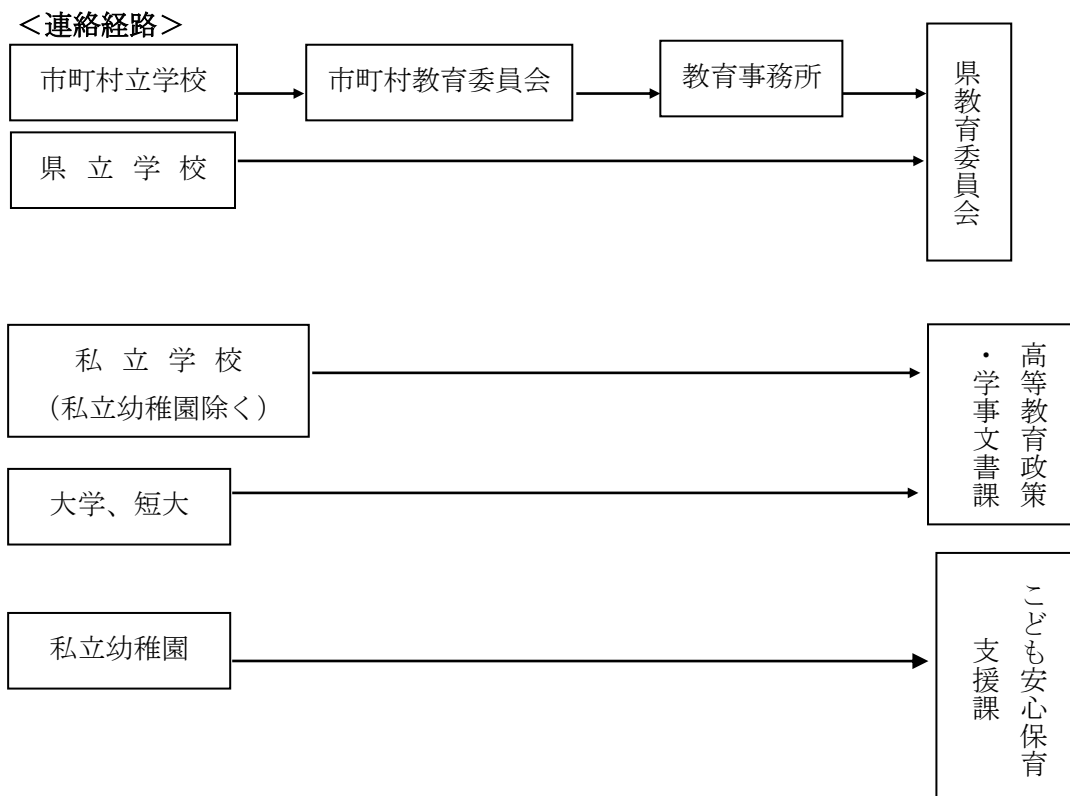 ＜連絡経路＞
市町村立学校
市町村教育委員会
教育事務所
県教育委員会
県 立 学 校
私 立 学 校
（私立幼稚園除く）
高等教育政策
・学事文書課
大学、短大
私立幼稚園
こども安心保育
支援課